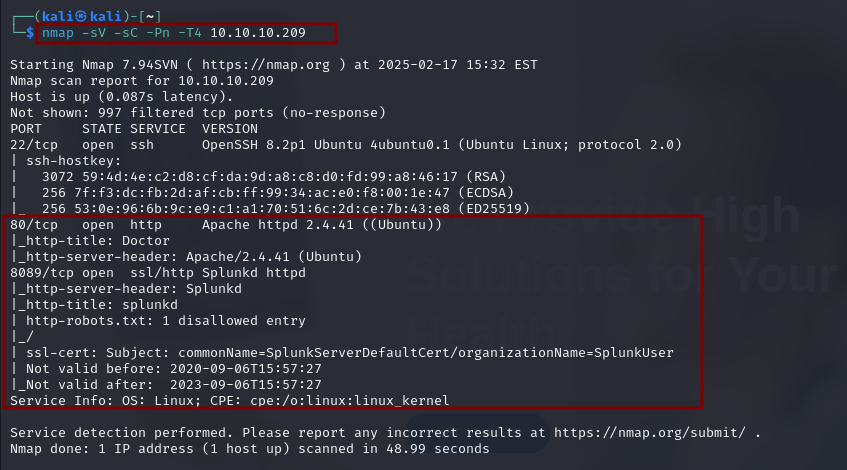 ┌──(kali㉿kali)-[~]
└─$ nmap -sV -sC -Pn -T4 10.10.10.209
Starting Nmap 7.94SVN ( https://nmap.org ) at 2025-02-17 15:32 EST
Nmap scan report for 10.10.10.209
Host is up (0.087s latency).
Not shown: 997 filtered tcp ports (no-response)
PORT     STATE SERVICE  VERSION
22/tcp   open  ssh      OpenSSH 8.2p1 Ubuntu 4ubuntu0.1 (Ubuntu Linux; protocol 2.0)
| ssh-hostkey:
|   3072 59:4d:4e:c2:d8:cf:da:9d:a8:c8:d0:fd:99:a8:46:17 (RSA)
|   256 7f:f3:dc:fb:2d:af:cb:ff:99:34:ac:e0:f8:00:1e:47 (ECDSA)
|_  256 53:0e:96:6b:9c:e9:c1:a1:70:51:6c:2d:ce:7b:43:e8 (ED25519)
80/tcp   open  http     Apache httpd 2.4.41 ((Ubuntu))
|_http-title: Doctor
|_http-server-header: Apache/2.4.41 (Ubuntu)
8089/tcp open  ssl/http Splunkd httpd
|_http-server-header: Splunkd
|_http-title: splunkd
| http-robots.txt: 1 disallowed entry
|_/
| ssl-cert: Subject: commonName=SplunkServerDefaultCert/organizationName=SplunkUser
| Not valid before: 2020-09-06T15:57:27
|_Not valid after:  2023-09-06T15:57:27
Service Info: OS: Linux; CPE: cpe:/o:linux:linux_kernel
Service detection performed. Please report any incorrect results at https://nmap.org/submit/ .
Nmap done: 1 IP address (1 host up) scanned in 48.99 seconds
High
Solutions for Your
Health